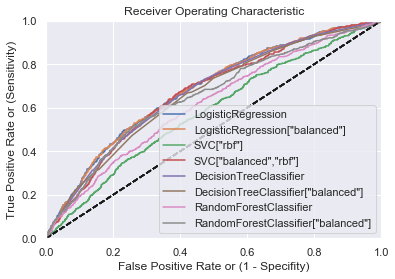 Receiver Operating Characteristic
True Positive Rate or (Sensitivity)
1.0
0.8
0.6
0.4
0.2
0.0
LogisticRegression
LogisticRegression["balanced"]
SVC["rbf"]
SVC["balanced","rbf"]
DecisionTreeClassifier
DecisionTreeClassifier["balanced"]
RandomForestClassifier
RandomForestClassifier["balanced"]
0.0 0.2 0.4 0.6 0.8 1.0
False Positive Rate or (1 - Specifity)